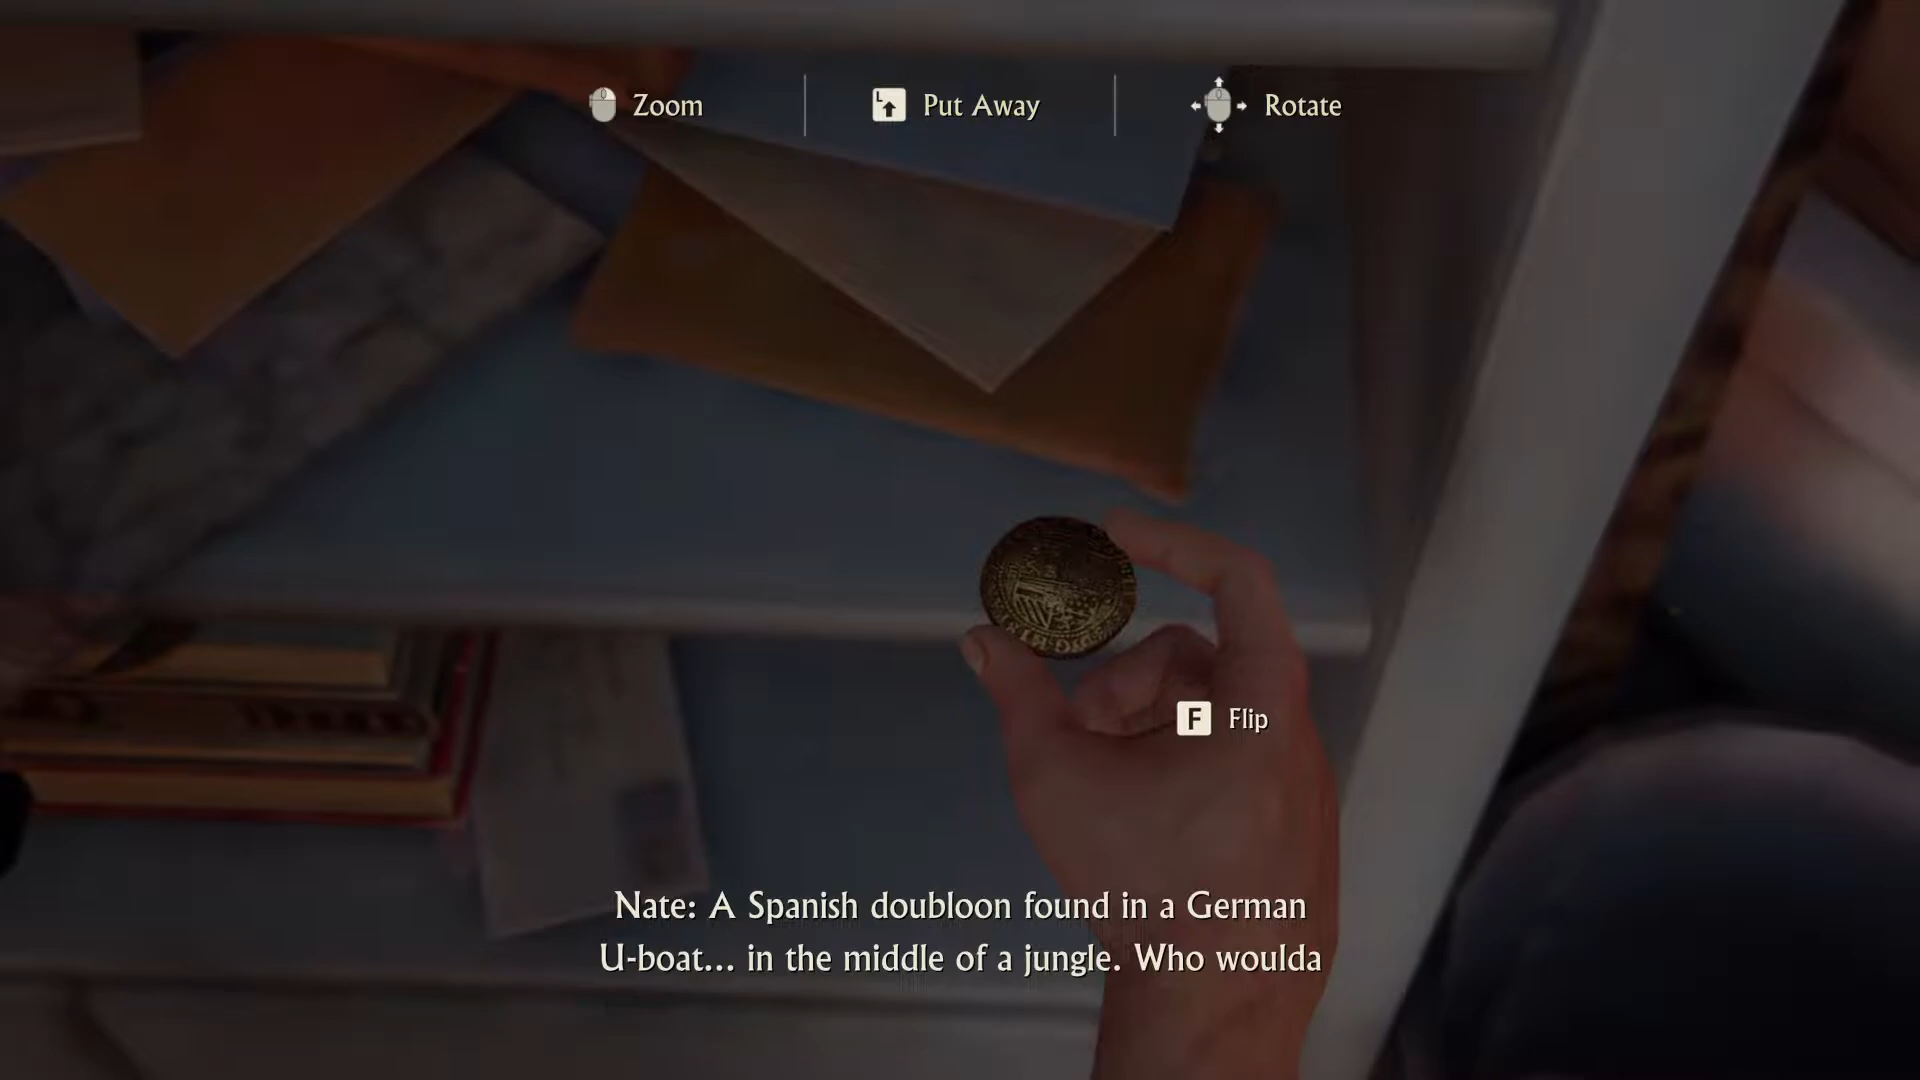 Zoom
L Put Away
Rotate
F Flip
Nate: A Spanish doubloon found in a German
U-boat... in the middle of a jungle. Who woulda